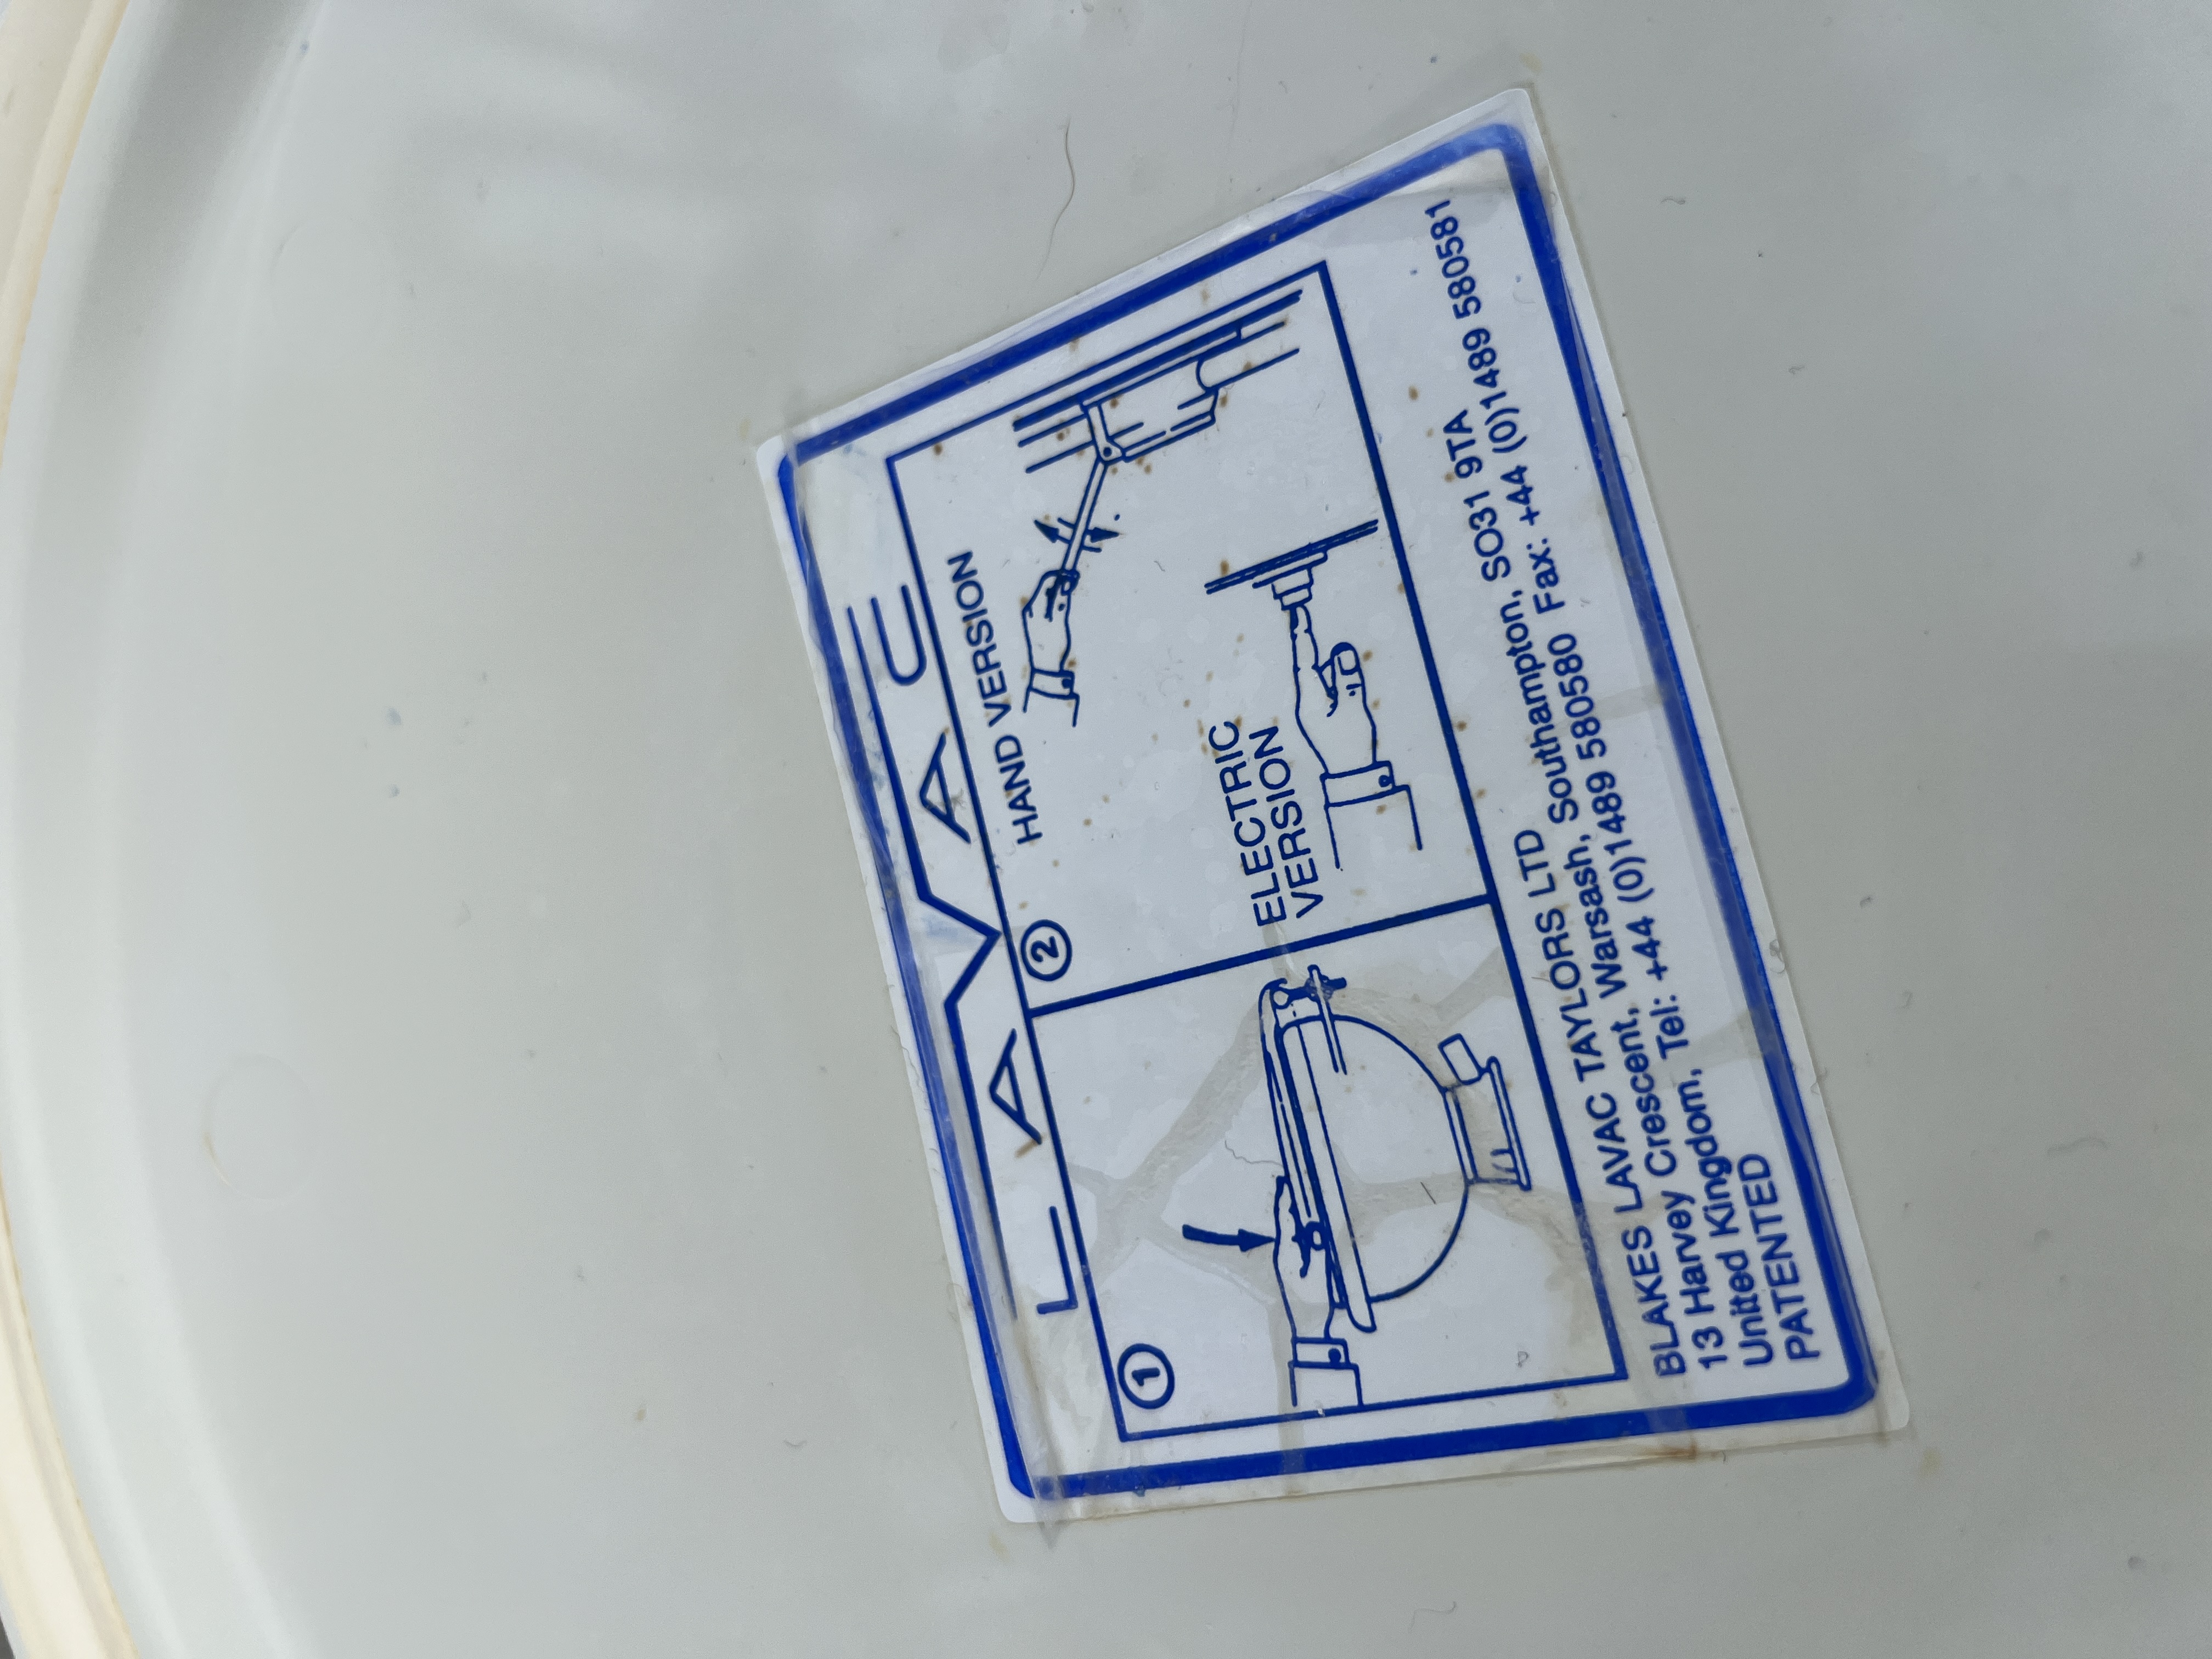 LAVAC
①
② HAND VERSION
ELECTRIC
VERSION
BLAKES LAVAC TAYLORS LTD
13 Harvey Crescent, Warsash, Southampton, SO31 9TA
United Kingdom, Tel: +44 (0)1489 580580 Fax: +44 (0)1489 580581
PATENTED